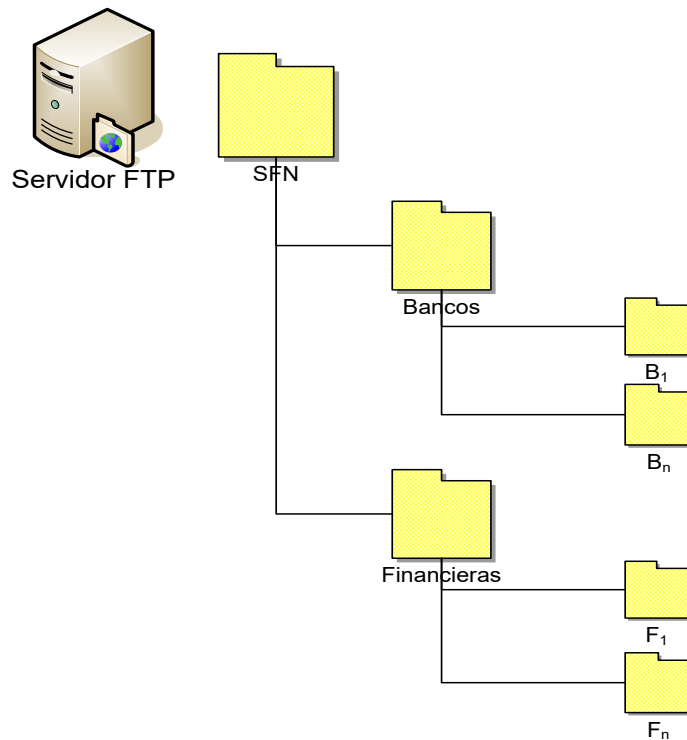 Servidor FTP
SFN
Bancos
B₁
Bₙ
Financieras
F₁
Fₙ